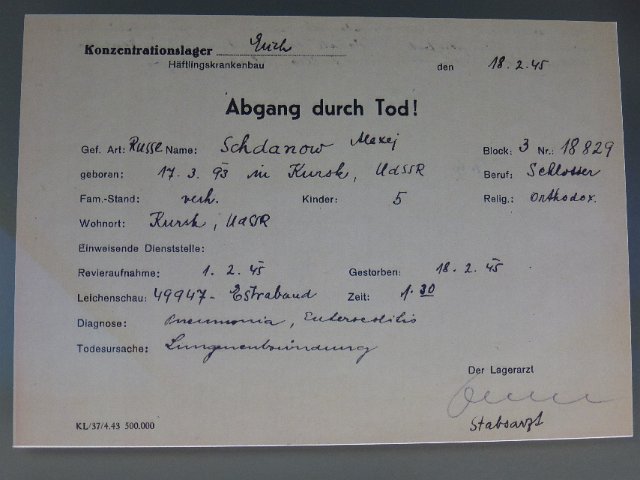 Konzentrationslager Erich
Häftlingskrankenbau den 18.2.45
Abgang durch Tod!
Gef. Art: Russe Name: Schdanow Alexej Block: 3 Nr.: 18829
geboren: 17.3.93 in Kursk, UdSSR Beruf: Schlosser
Fam.-Stand: verh. Kinder: 5 Relig.: Orthodox.
Wohnort: Kursk, UdSSR
Einweisende Dienststelle:
Revieraufnahme: 1.2.45 Gestorben: 18.2.45
Leichenschau: 49947- Zeit: 1.30
Diagnose: Pneumonia, Enterocolitis
Todesursache: Lungenentzündung
Der Lagerarzt
Stabsarzt
KL/37/4.43 500.000